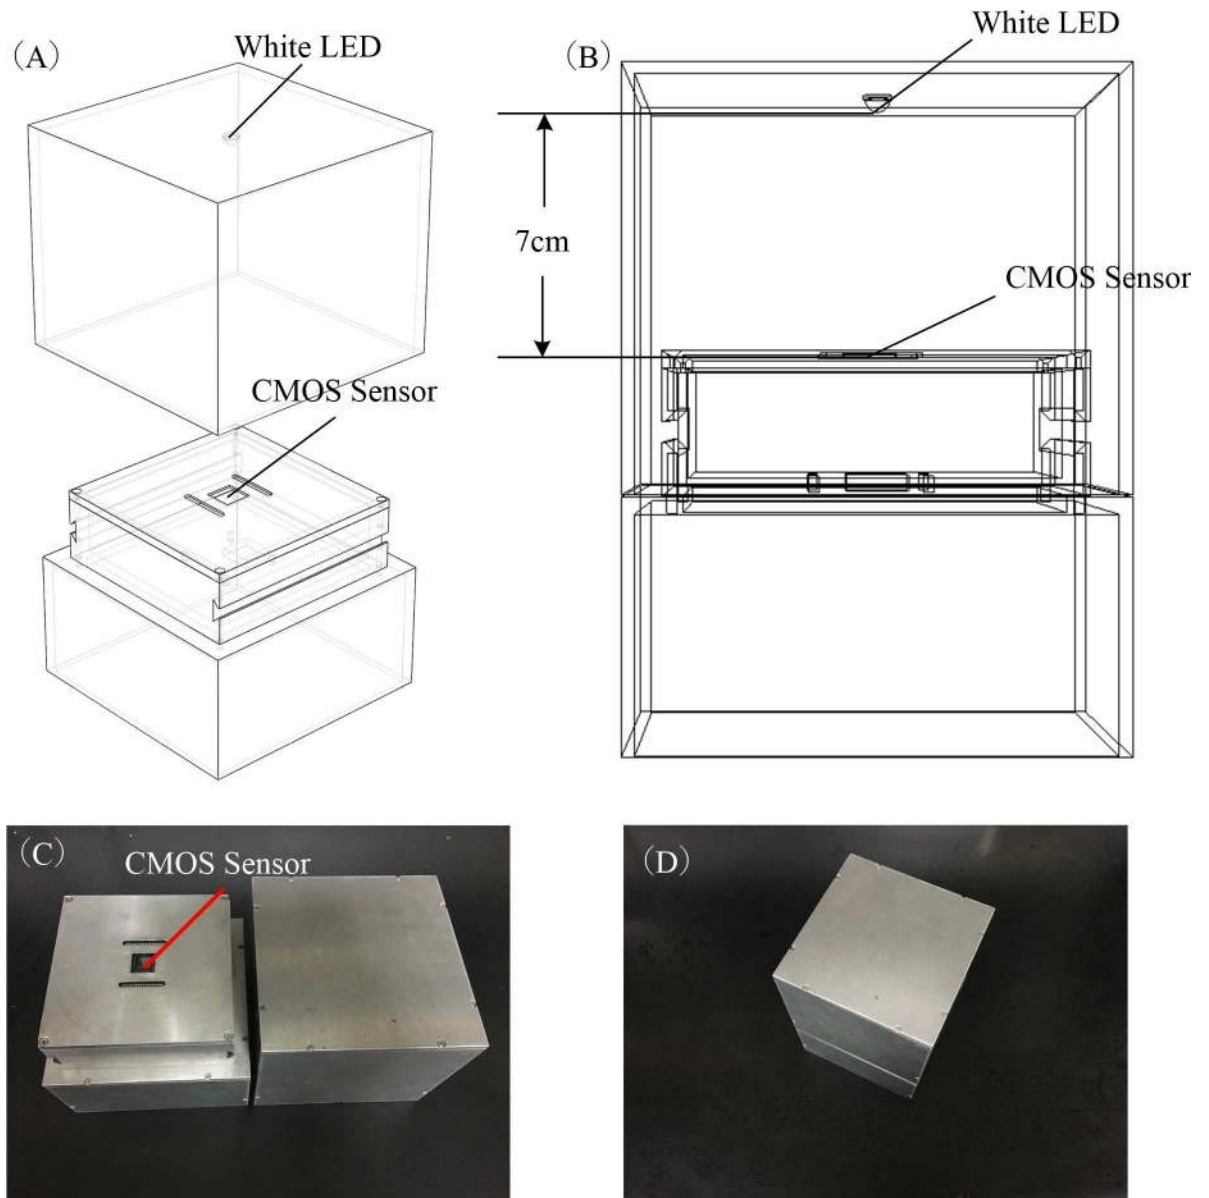 (A)
White LED
CMOS Sensor
(B)
White LED
7cm
CMOS Sensor
(C)
CMOS Sensor
(D)